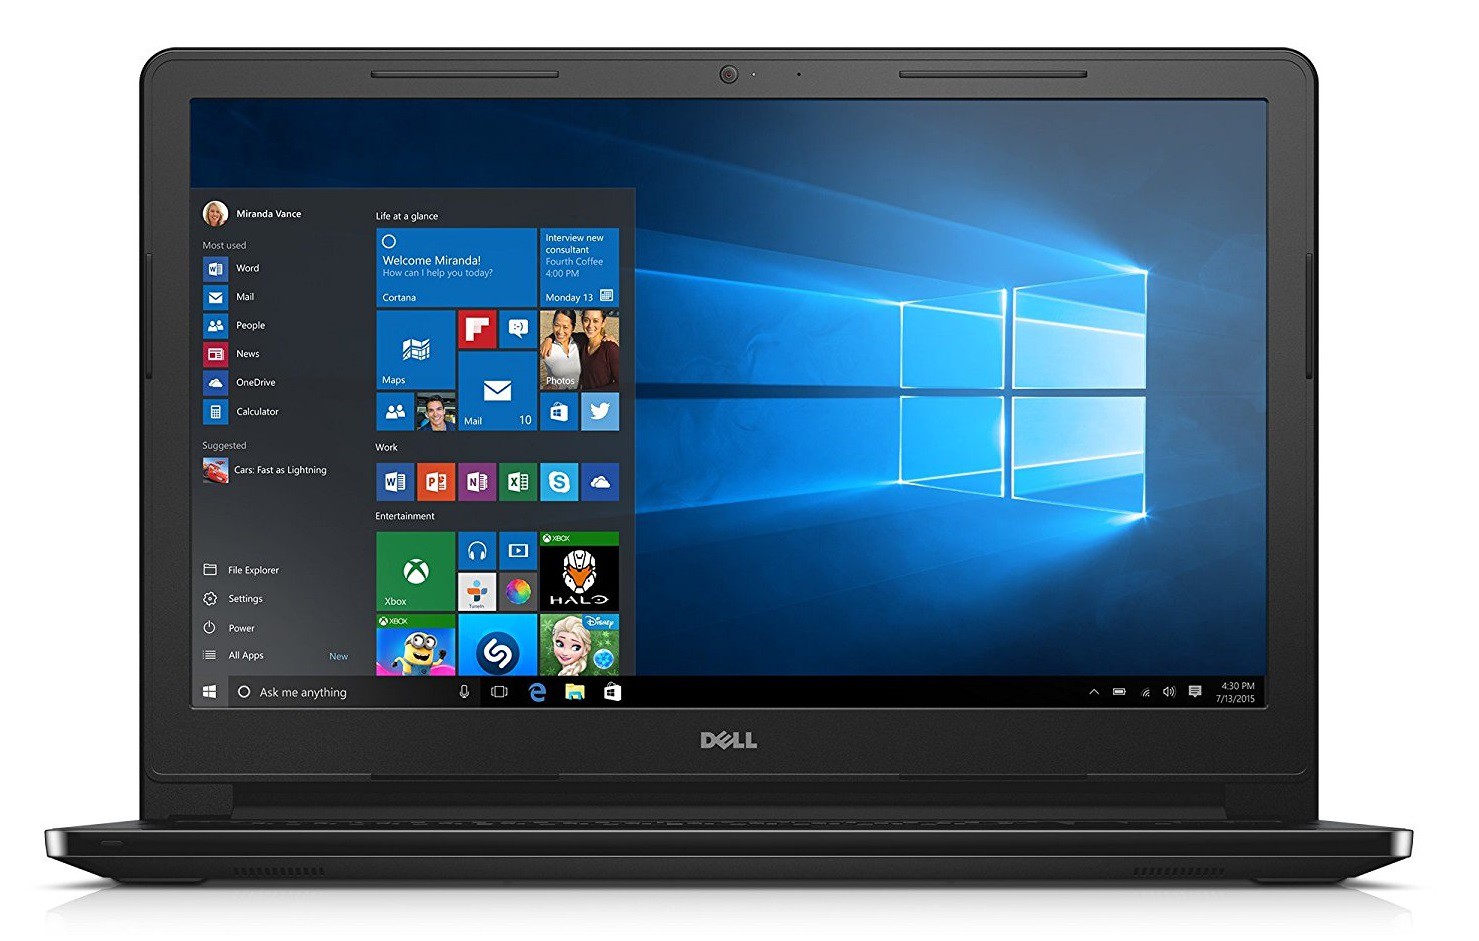 Miranda Vance
Most used
Word
Mail
People
News
OneDrive
Calculator
Suggested
Cars: Fast as Lightning
File Explorer
Settings
Power
All Apps
New
Life at a glance
Welcome Miranda!
How can I help you today?
Cortana
Interview new
consultant
Fourth Coffee
4:00 PM
Monday 13
Maps
Photos
Mail
10
Work
W
P
N
X
S
Entertainment
Xbox
TuneIn
XBOX
HALO
XBOX
Disney
Ask me anything
4:30 PM
7/13/2015
DELL